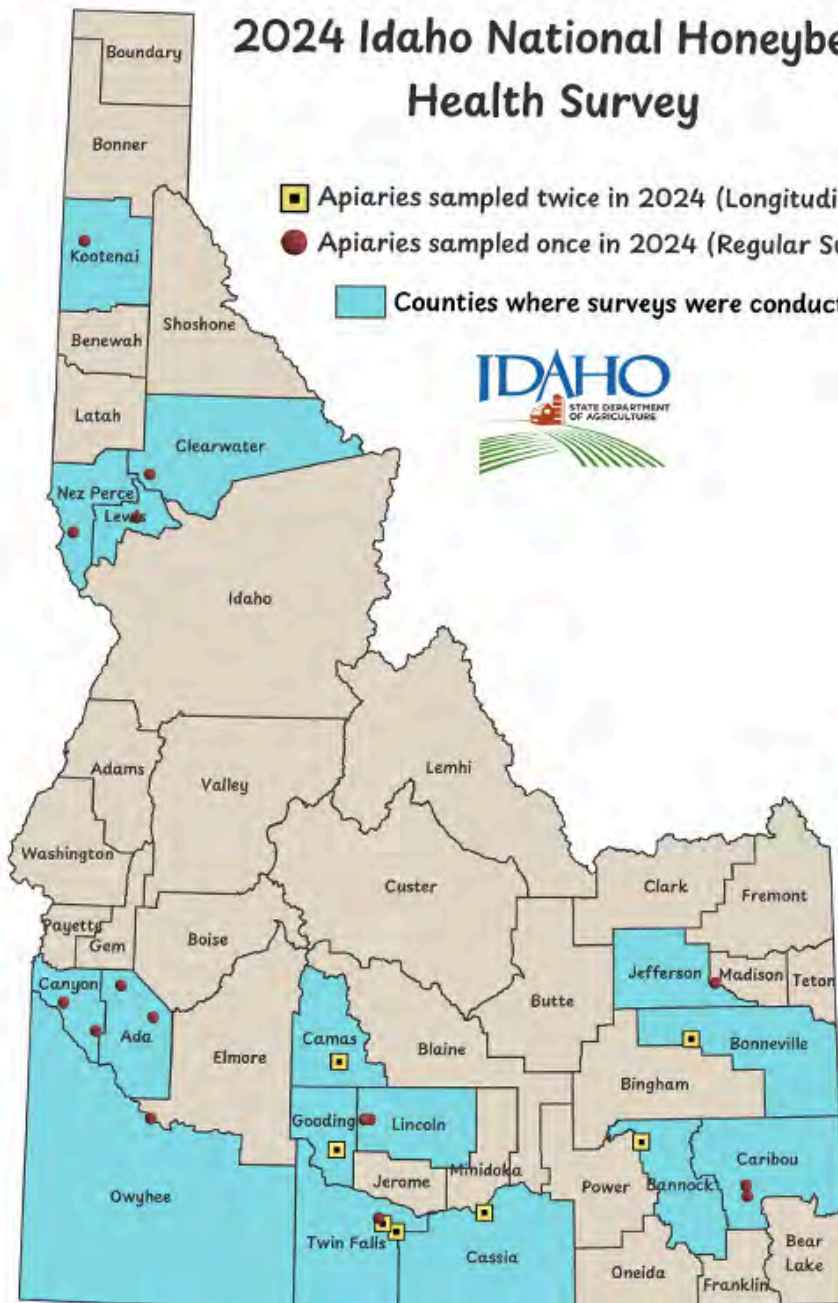 2024 Idaho National Honeybe
Health Survey
Apiaries sampled twice in 2024 (Longitudi
Apiaries sampled once in 2024 (Regular Su
Counties where surveys were conduct
IDAHO
STATE DEPARTMENT
OF AGRICULTURE
Boundary
Bonner
Kootenai
Shoshone
Benewah
Latah
Clearwater
Nez Perce
Lewis
Idaho
Adams
Valley
Lemhi
Washington
Custer
Clark
Fremont
Payette
Gem
Boise
Canyon
Ada
Elmore
Camas
Blaine
Butte
Jefferson
Madison
Teton
Bonneville
Bingham
Gooding
Lincoln
Jerome
Minidoka
Power
Bannock
Caribou
Owyhee
Twin Falls
Cassia
Oneida
Franklin
Bear
Lake